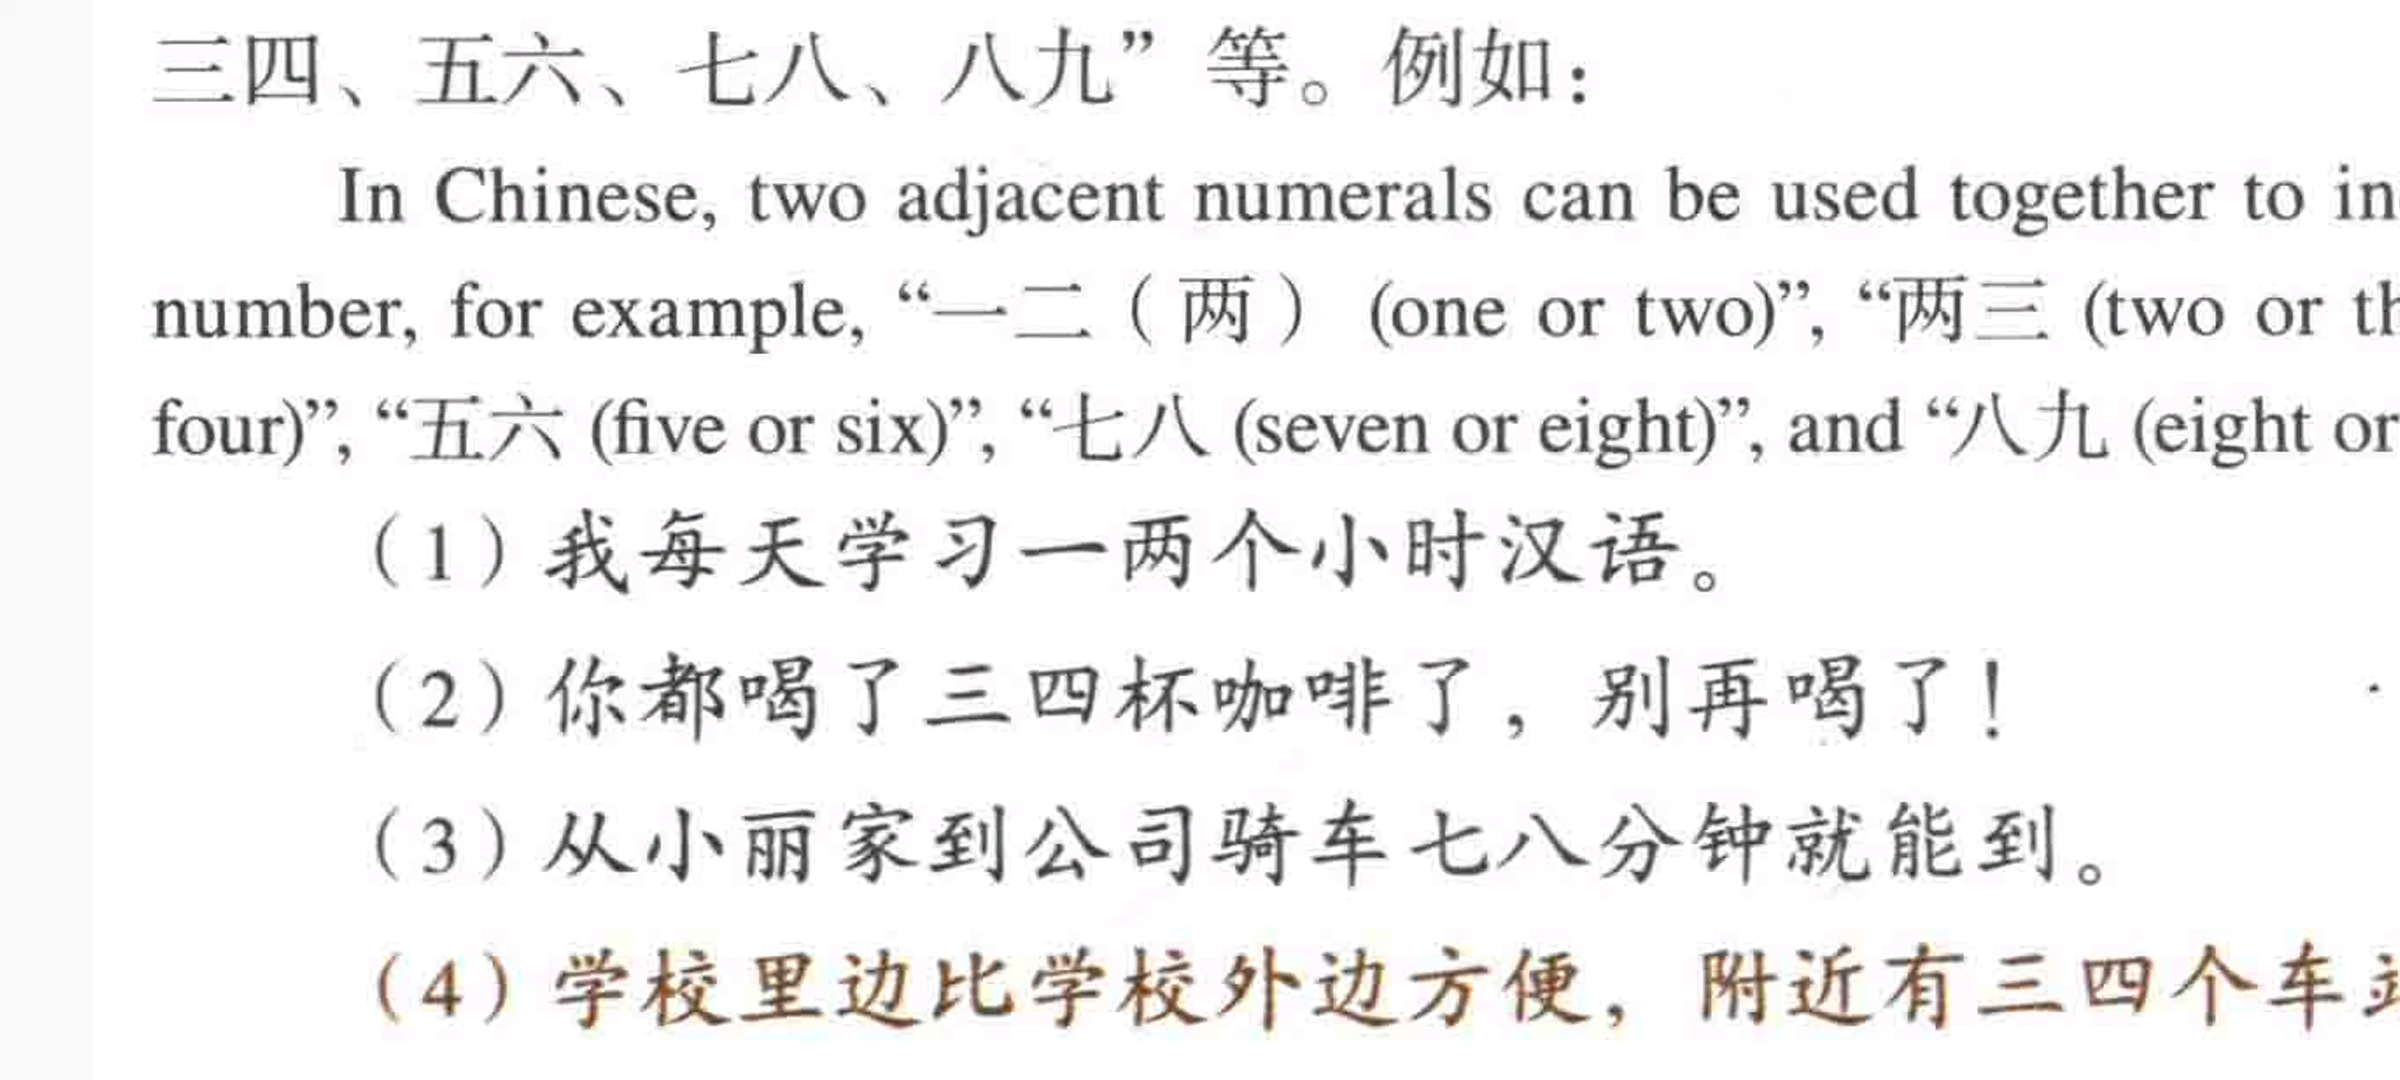 三四、五六、七八、八九”等。例如：
In Chinese, two adjacent numerals can be used together to in
number, for example, “一二（两） (one or two)”, “两三 (two or th
four)”, “五六 (five or six)”, “七八 (seven or eight)”, and “八九 (eight or
（1）我每天学习一两个小时汉语。
（2）你都喝了三四杯咖啡了，别再喝了！
（3）从小丽家到公司骑车七八分钟就能到。
（4）学校里边比学校外边方便，附近有三四个车